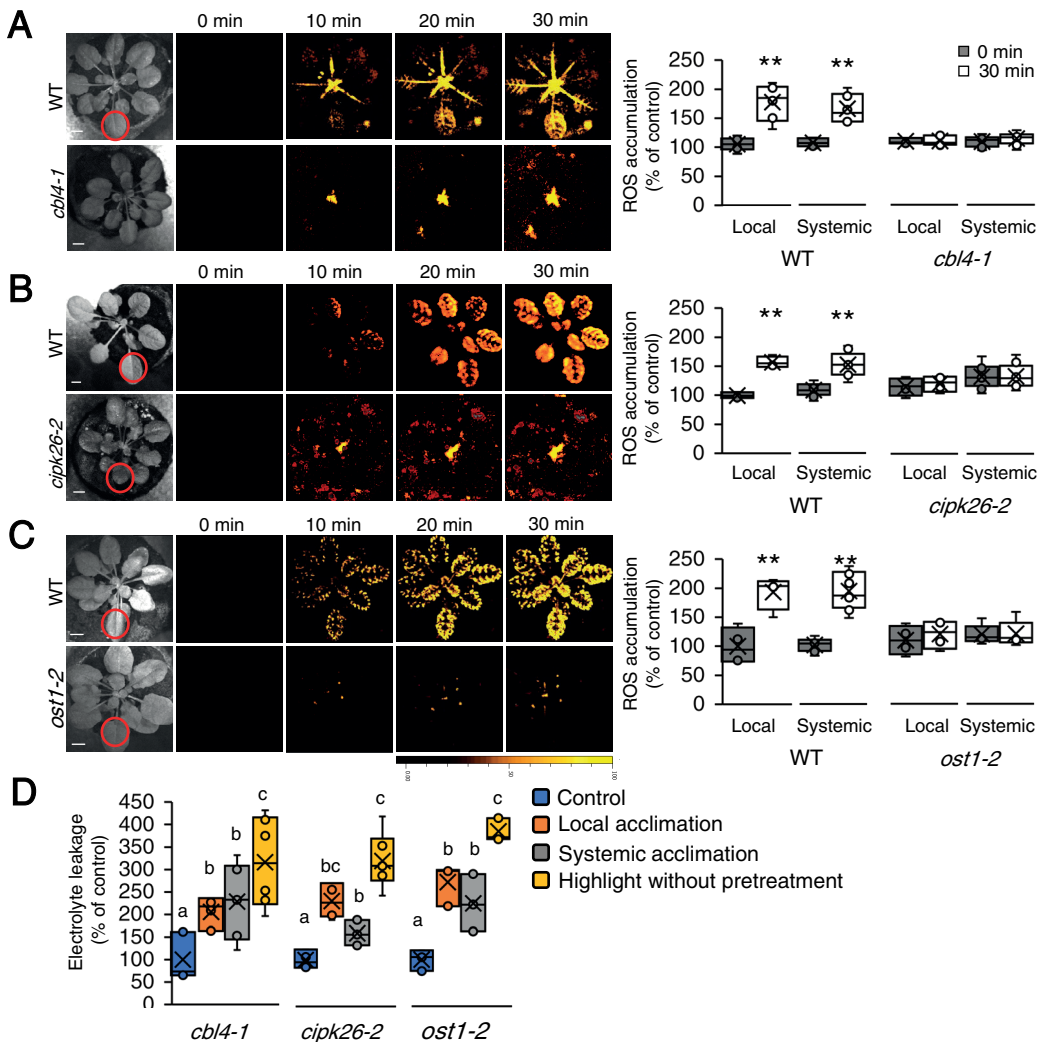 A
0 min 10 min 20 min 30 min
WT
cbl4-1
ROS accumulation
(% of control)
250
200
150
100
50
0
** **
0 min
30 min
Local Systemic Local Systemic
WT cbl4-1
B
0 min 10 min 20 min 30 min
WT
cipk26-2
ROS accumulation
(% of control)
250
200
150
100
50
0
** **
Local Systemic Local Systemic
WT cipk26-2
C
0 min 10 min 20 min 30 min
WT
ost1-2
0.00 50 100
ROS accumulation
(% of control)
250
200
150
100
50
0
** **
Local Systemic Local Systemic
WT ost1-2
D
Electrolyte leakage
(% of control)
450
400
350
300
250
200
150
100
50
0
a b b c a bc b c a b b c
cbl4-1 cipk26-2 ost1-2
Control
Local acclimation
Systemic acclimation
Highlight without pretreatment